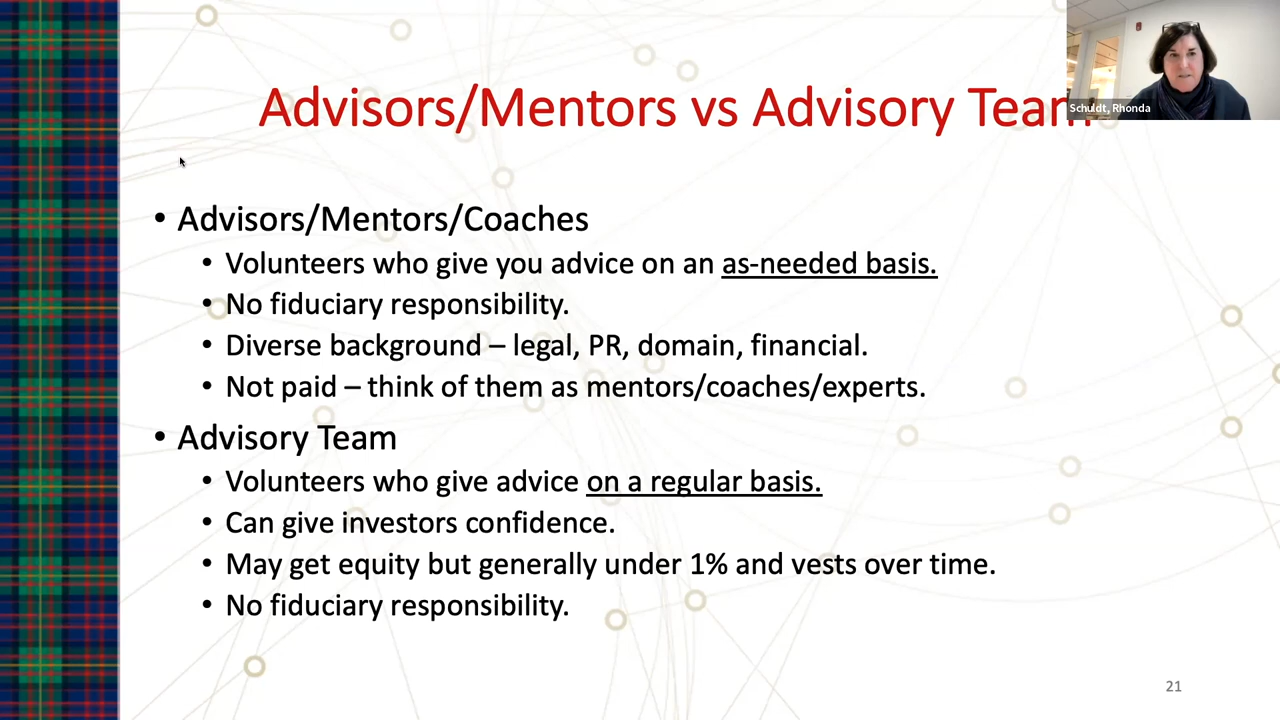 Advisors/Mentors vs Advisory Team
Schuldt, Rhonda
• Advisors/Mentors/Coaches
• Volunteers who give you advice on an as-needed basis.
• No fiduciary responsibility.
• Diverse background – legal, PR, domain, financial.
• Not paid – think of them as mentors/coaches/experts.
• Advisory Team
• Volunteers who give advice on a regular basis.
• Can give investors confidence.
• May get equity but generally under 1% and vests over time.
• No fiduciary responsibility.
21